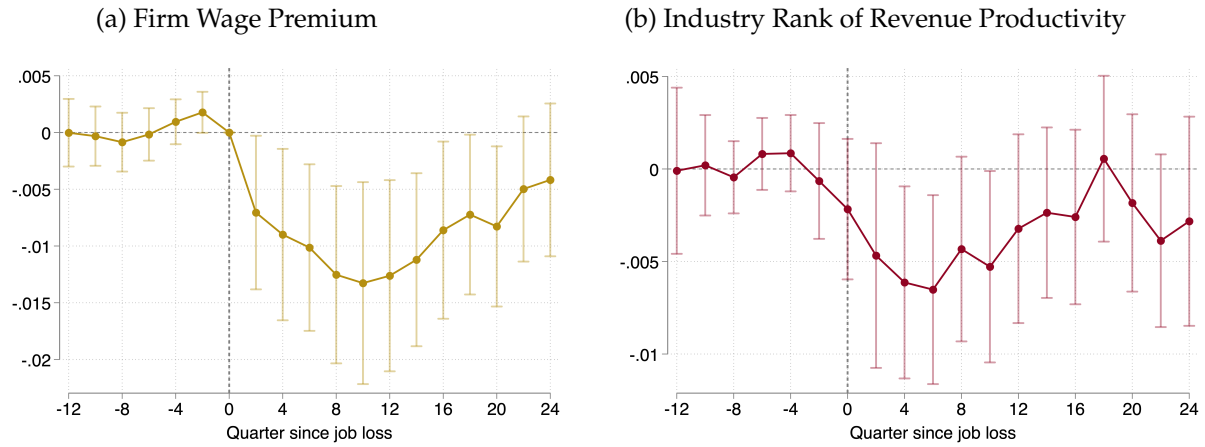 (a) Firm Wage Premium
.005
0
-.005
-.01
-.015
-.02
-12 -8 -4 0 4 8 12 16 20 24
Quarter since job loss
(b) Industry Rank of Revenue Productivity
.005
0
-.005
-.01
-12 -8 -4 0 4 8 12 16 20 24
Quarter since job loss